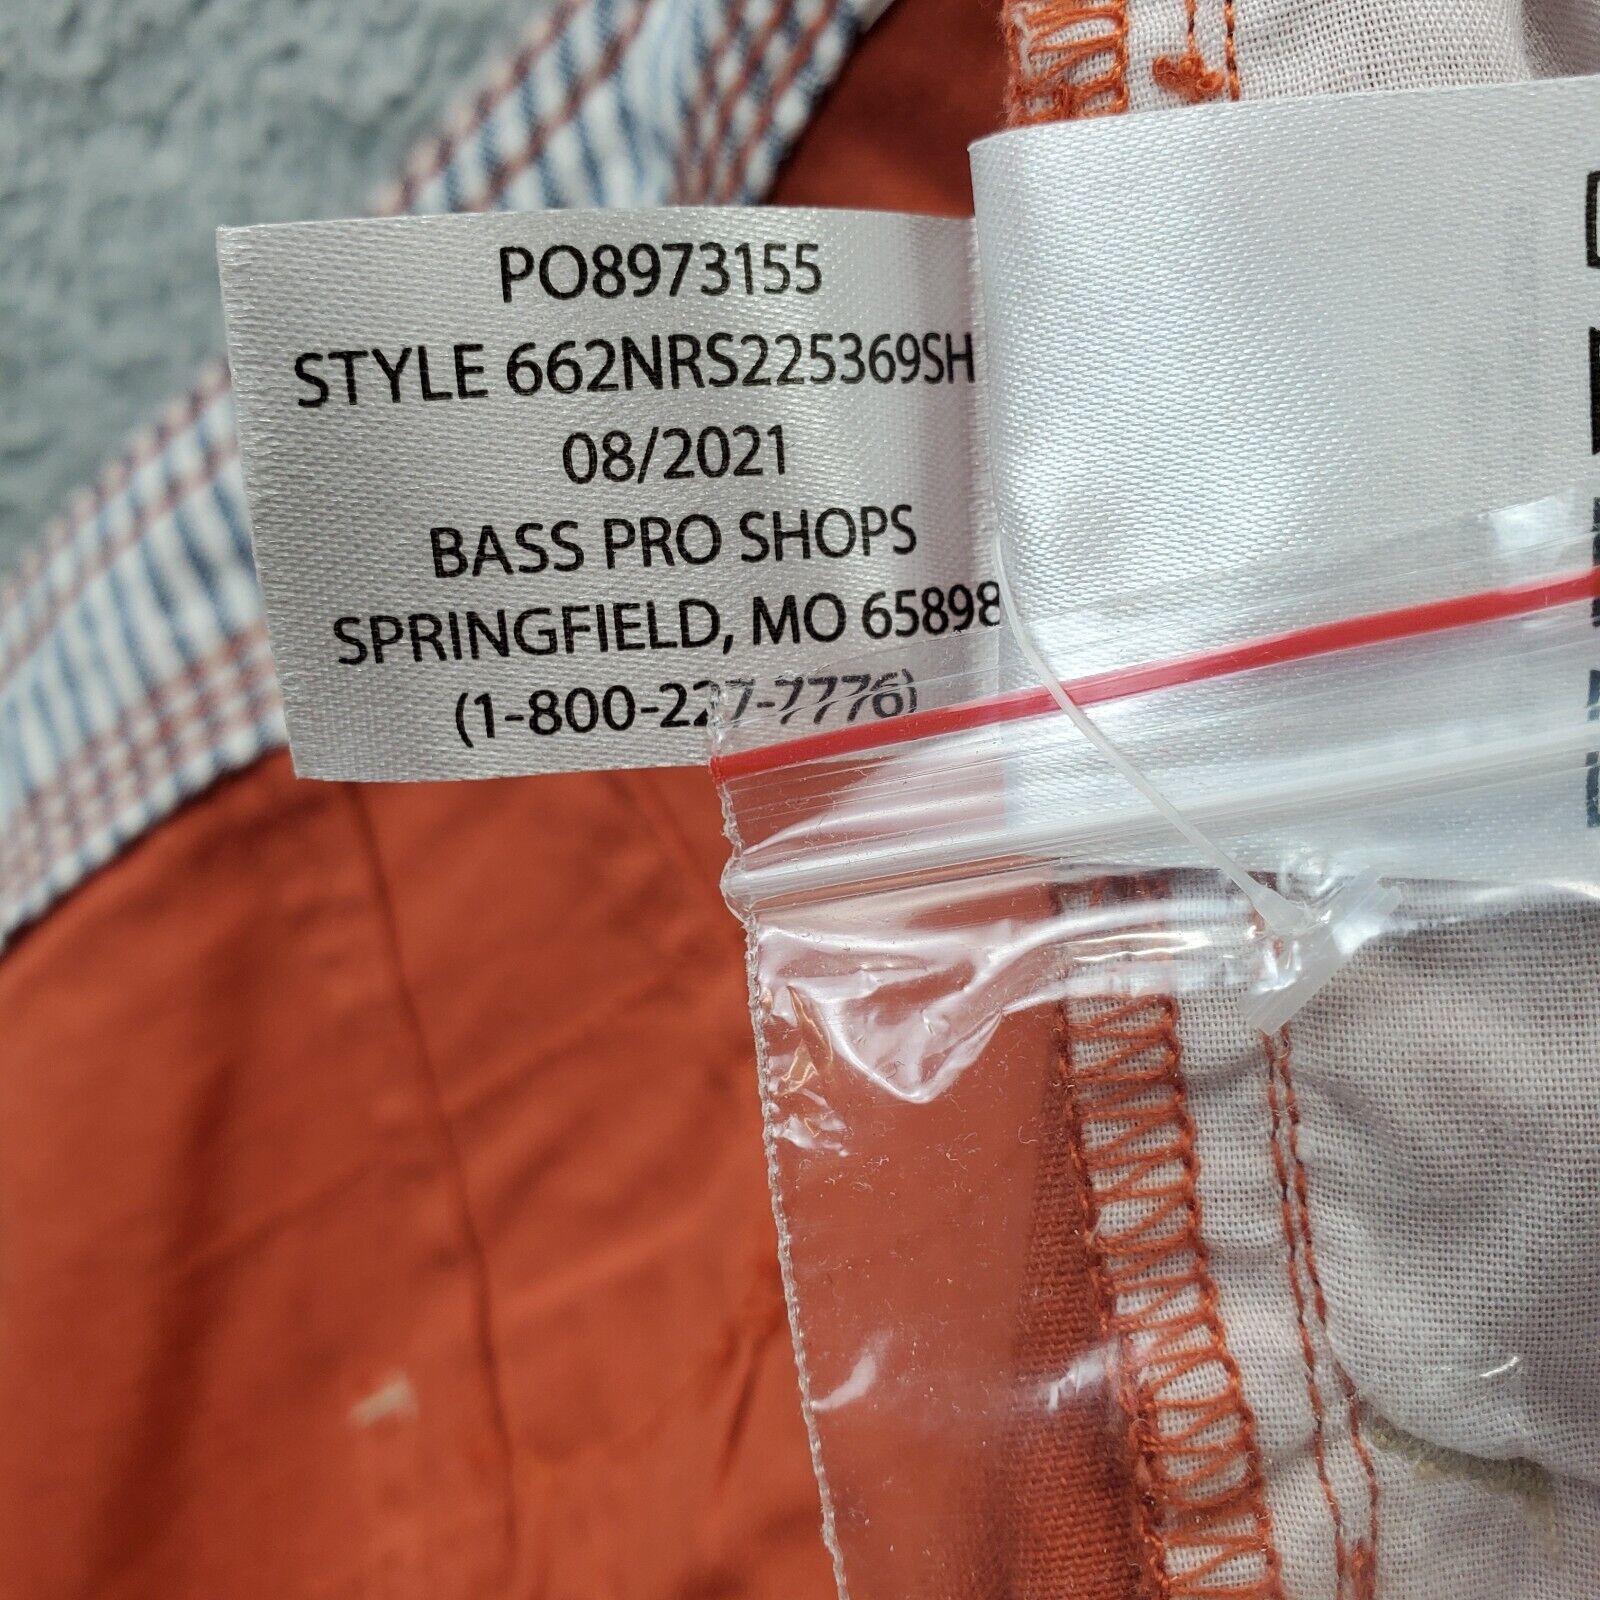 PO8973155
STYLE 662NRS225369SH
08/2021
BASS PRO SHOPS
SPRINGFIELD, MO 65898
(1-800-227-7776)